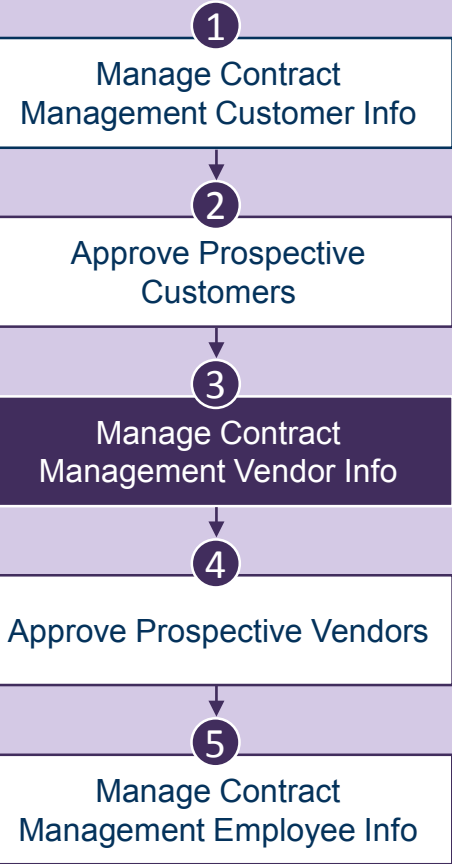 1
Manage Contract
Management Customer Info
2
Approve Prospective
Customers
3
Manage Contract
Management Vendor Info
4
Approve Prospective Vendors
5
Manage Contract
Management Employee Info